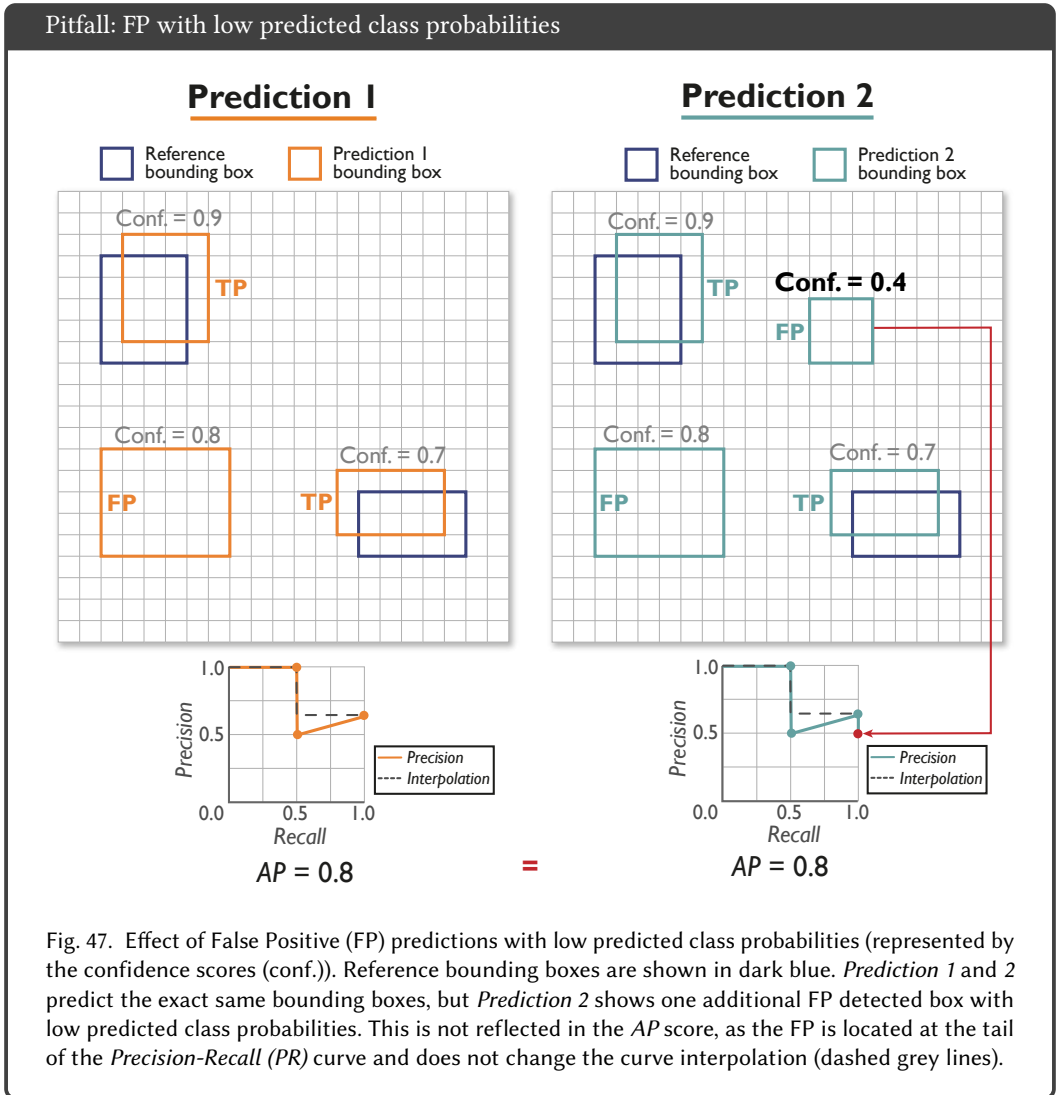 Pitfall: FP with low predicted class probabilities
Prediction 1
Reference bounding box
Prediction 1 bounding box
Conf. = 0.9
TP
Conf. = 0.8
FP
Conf. = 0.7
TP
1.0
0.5
0.0
0.5
1.0
Precision
Recall
Precision
Interpolation
AP = 0.8
=
Prediction 2
Reference bounding box
Prediction 2 bounding box
Conf. = 0.9
TP
Conf. = 0.4
FP
Conf. = 0.8
FP
Conf. = 0.7
TP
1.0
0.5
0.0
0.5
1.0
Precision
Recall
Precision
Interpolation
AP = 0.8
Fig. 47. Effect of False Positive (FP) predictions with low predicted class probabilities (represented by
the confidence scores (conf.)). Reference bounding boxes are shown in dark blue. Prediction 1 and 2
predict the exact same bounding boxes, but Prediction 2 shows one additional FP detected box with
low predicted class probabilities. This is not reflected in the AP score, as the FP is located at the tail
of the Precision-Recall (PR) curve and does not change the curve interpolation (dashed grey lines).